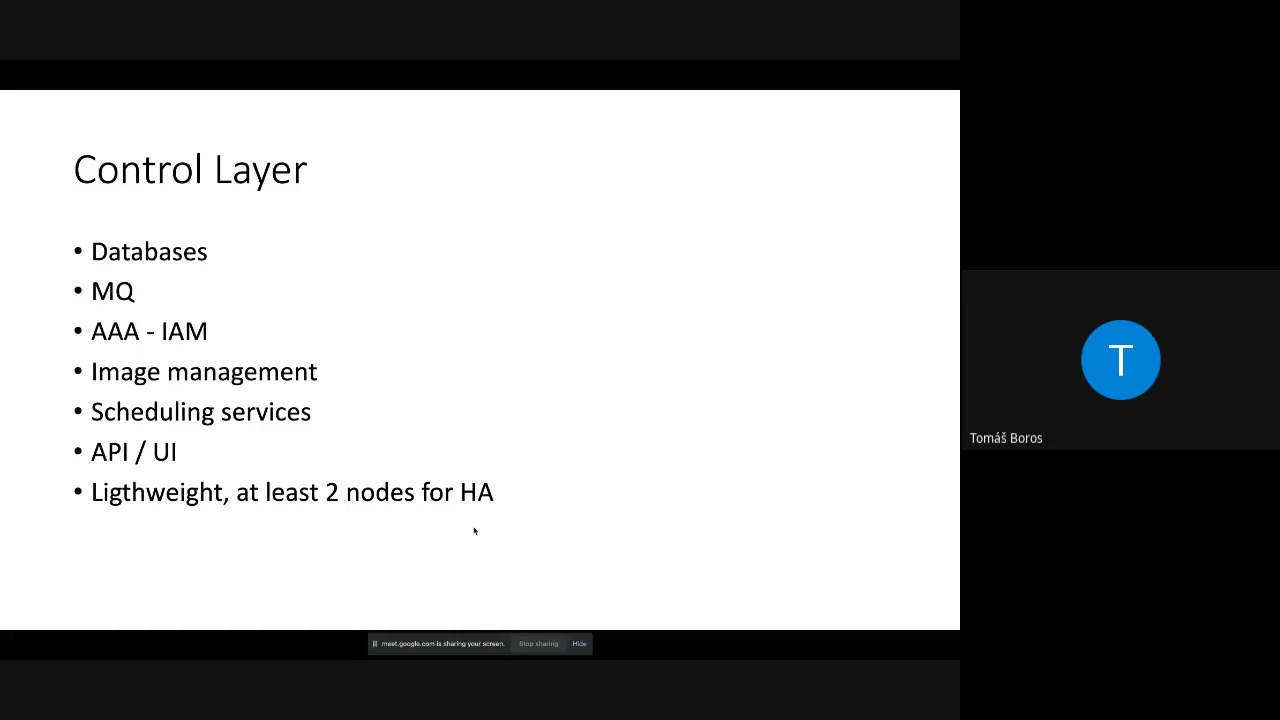 Control Layer
• Databases
• MQ
• AAA - IAM
• Image management
• Scheduling services
• API / UI
• Ligthweight, at least 2 nodes for HA
T
Tomáš Boros
meet.google.com is sharing your screen. Stop sharing Hide